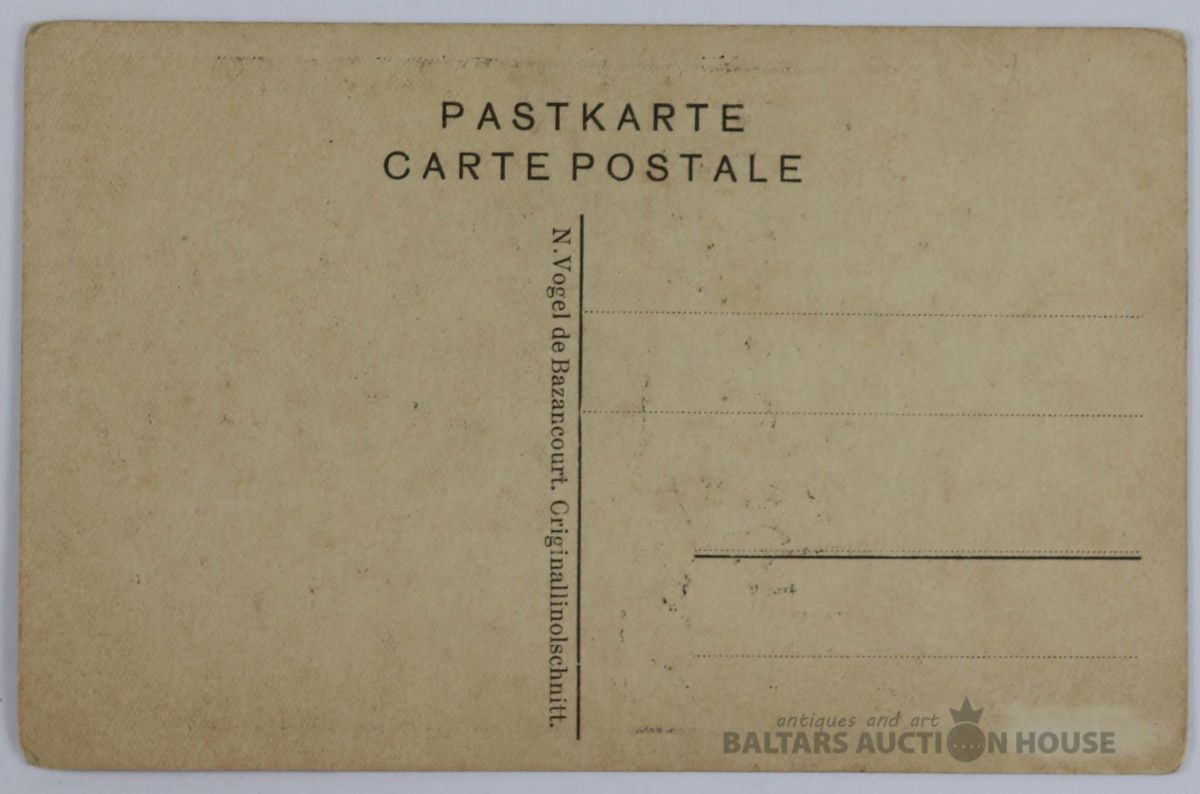 PASTKARTE
CARTE POSTALE
N. Vogel de Bazancourt. Originallinolschnitt.
antiques and art
BALTARS AUCTION HOUSE